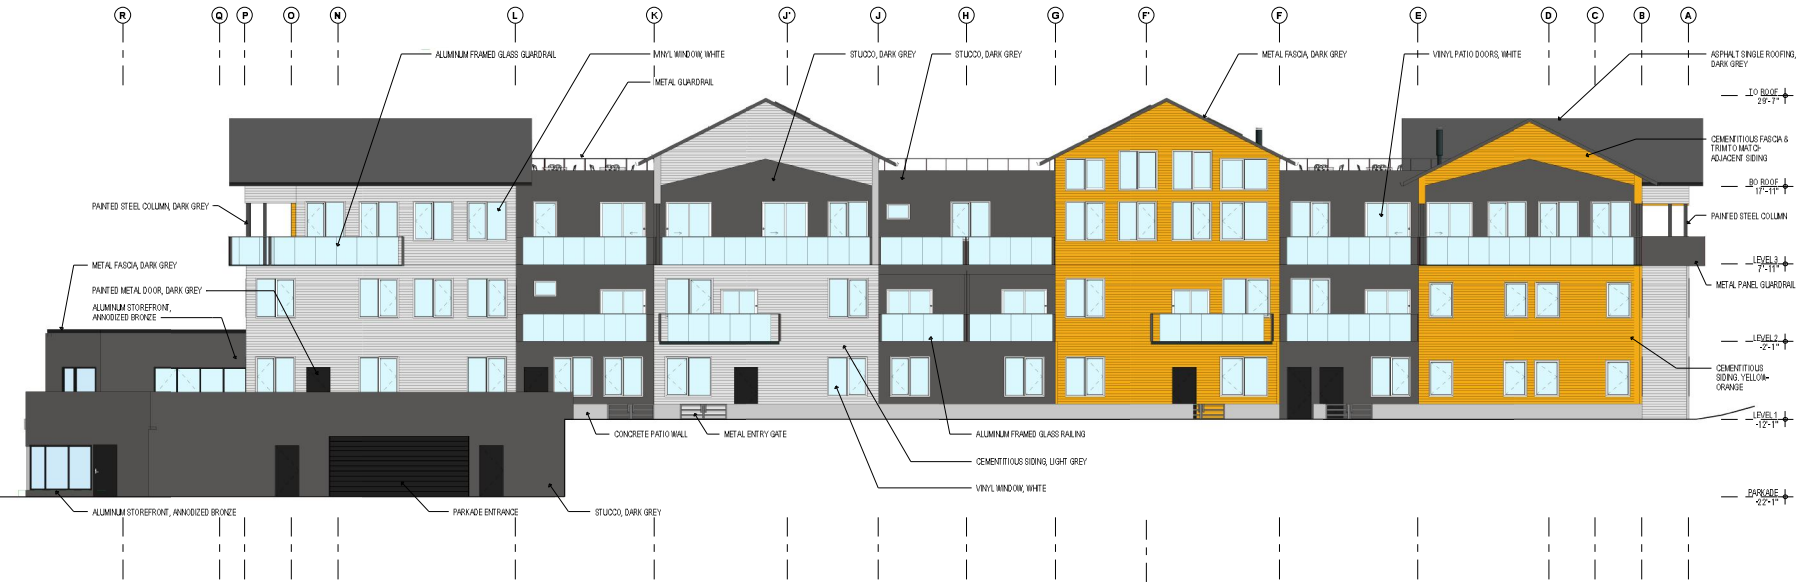 R Q P O N L K J' J H G F' F E D C B A
ALUMINUM FRAMED GLASS GUARDRAIL
VINYL WINDOW, WHITE
METAL GUARDRAIL
STUCCO, DARK GREY
STUCCO, DARK GREY
METAL FASCIA, DARK GREY
VINYL PATIO DOORS, WHITE
ASPHALT SINGLE ROOFING,
DARK GREY
TO ROOF
29'-7"
CEMENTITIOUS FASCIA &
TRIM TO MATCH
ADJACENT SIDING
BO ROOF
17'-11"
PAINTED STEEL COLUMN, DARK GREY
PAINTED STEEL COLUMN
METAL FASCIA, DARK GREY
LEVEL 3
7'-11"
PAINTED METAL DOOR, DARK GREY
METAL PANEL GUARDRAIL
ALUMINUM STOREFRONT,
ANNODIZED BRONZE
LEVEL 2
-2'-1"
CEMENTITIOUS
SIDING, YELLOW-
ORANGE
LEVEL 1
-12'-1"
CONCRETE PATIO WALL
METAL ENTRY GATE
ALUMINUM FRAMED GLASS RAILING
CEMENTITIOUS SIDING, LIGHT GREY
VINYL WINDOW, WHITE
PARKADE
-22'-1"
ALUMINUM STOREFRONT, ANNODIZED BRONZE
PARKADE ENTRANCE
STUCCO, DARK GREY